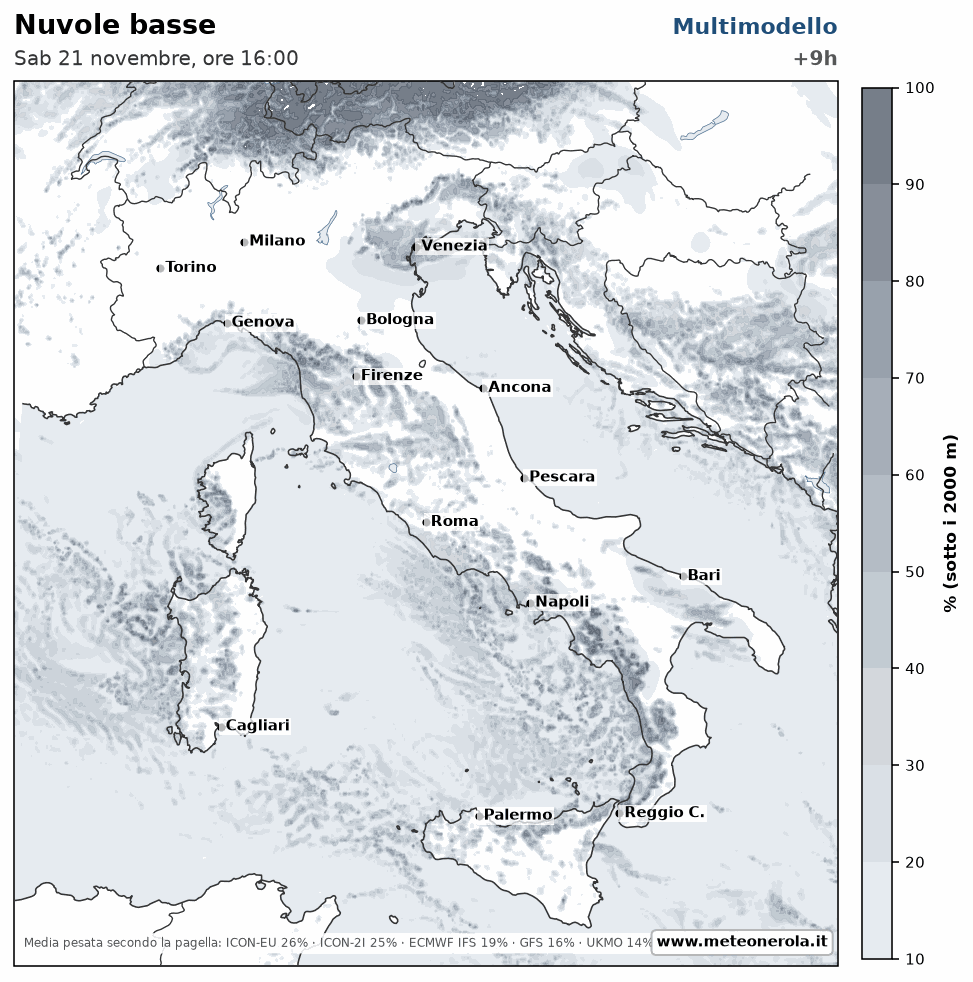 Nuvole basse
Multimodello
Sab 21 novembre, ore 16:00
+9h
100
90
80
70
60
50
40
30
20
10
% (sotto i 2000 m)
Milano
Venezia
Torino
Genova
Bologna
Firenze
Ancona
Pescara
Roma
Bari
Napoli
Cagliari
Palermo
Reggio C.
Media pesata secondo la pagella: ICON-EU 26% · ICON-2I 25% · ECMWF IFS 19% · GFS 16% · UKMO 14%
www.meteonerola.it